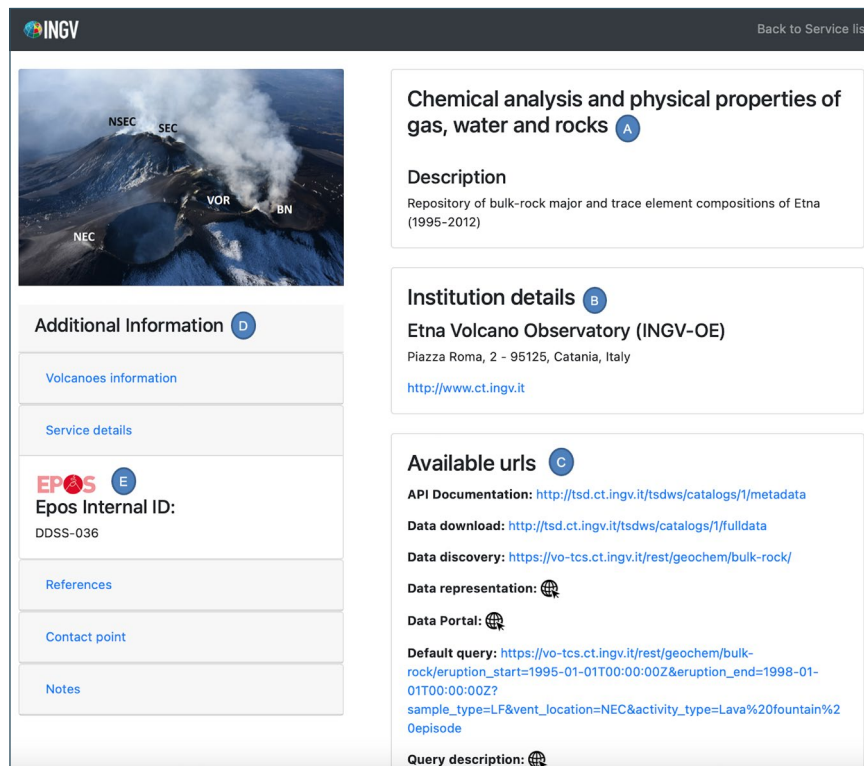 INGV
Back to Service lis
NSEC
SEC
VOR
BN
NEC
Additional Information D
Volcanoes information
Service details
EPOS E
Epos Internal ID:
DDSS-036
References
Contact point
Notes
Chemical analysis and physical properties of
gas, water and rocks A
Description
Repository of bulk-rock major and trace element compositions of Etna
(1995-2012)
Institution details B
Etna Volcano Observatory (INGV-OE)
Piazza Roma, 2 - 95125, Catania, Italy
http://www.ct.ingv.it
Available urls C
API Documentation: http://tsd.ct.ingv.it/tsdws/catalogs/1/metadata
Data download: http://tsd.ct.ingv.it/tsdws/catalogs/1/fulldata
Data discovery: https://vo-tcs.ct.ingv.it/rest/geochem/bulk-rock/
Data representation:
Data Portal:
Default query: https://vo-tcs.ct.ingv.it/rest/geochem/bulk-
rock/eruption_start=1995-01-01T00:00:00Z&eruption_end=1998-01-
01T00:00:00Z?
sample_type=LF&vent_location=NEC&activity_type=Lava%20fountain%2
0episode
Query description: